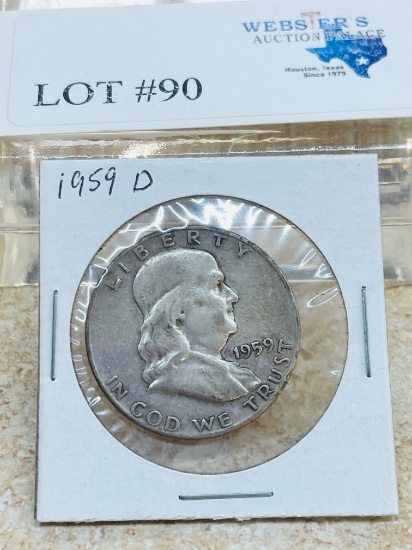 WEBSTER'S
AUCTION PALACE
Houston, Texas
Since 1979
LOT #90
1959 D
LIBERTY
1959
IN GOD WE TRUST